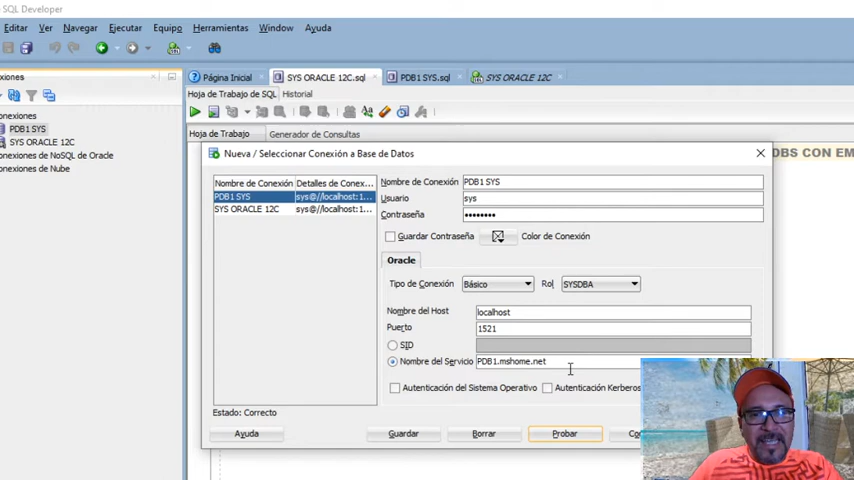 SQL Developer
Editar Ver Navegar Ejecutar Equipo Herramientas Window Ayuda
exiones
Página Inicial SYS ORACLE 12C.sql PDB1 SYS.sql SYS ORACLE 12C
Hoja de Trabajo de SQL Historial
onexiones
PDB1 SYS
SYS ORACLE 12C
onexiones de NoSQL de Oracle
onexiones de Nube
Hoja de Trabajo Generador de Consultas
DBS CON EM
Nueva / Seleccionar Conexión a Base de Datos
Nombre de Conexión Detalles de Conex...
PDB1 SYS sys@//localhost:1...
SYS ORACLE 12C sys@//localhost:1...
Nombre de Conexión PDB1 SYS
Usuario sys
Contraseña ••••••••
Guardar Contraseña Color de Conexión
Oracle
Tipo de Conexión Básico Rol SYSDBA
Nombre del Host localhost
Puerto 1521
SID
Nombre del Servicio PDB1.mshome.net
Autenticación del Sistema Operativo Autenticación Kerberos
Estado: Correcto
Ayuda Guardar Borrar Probar Co